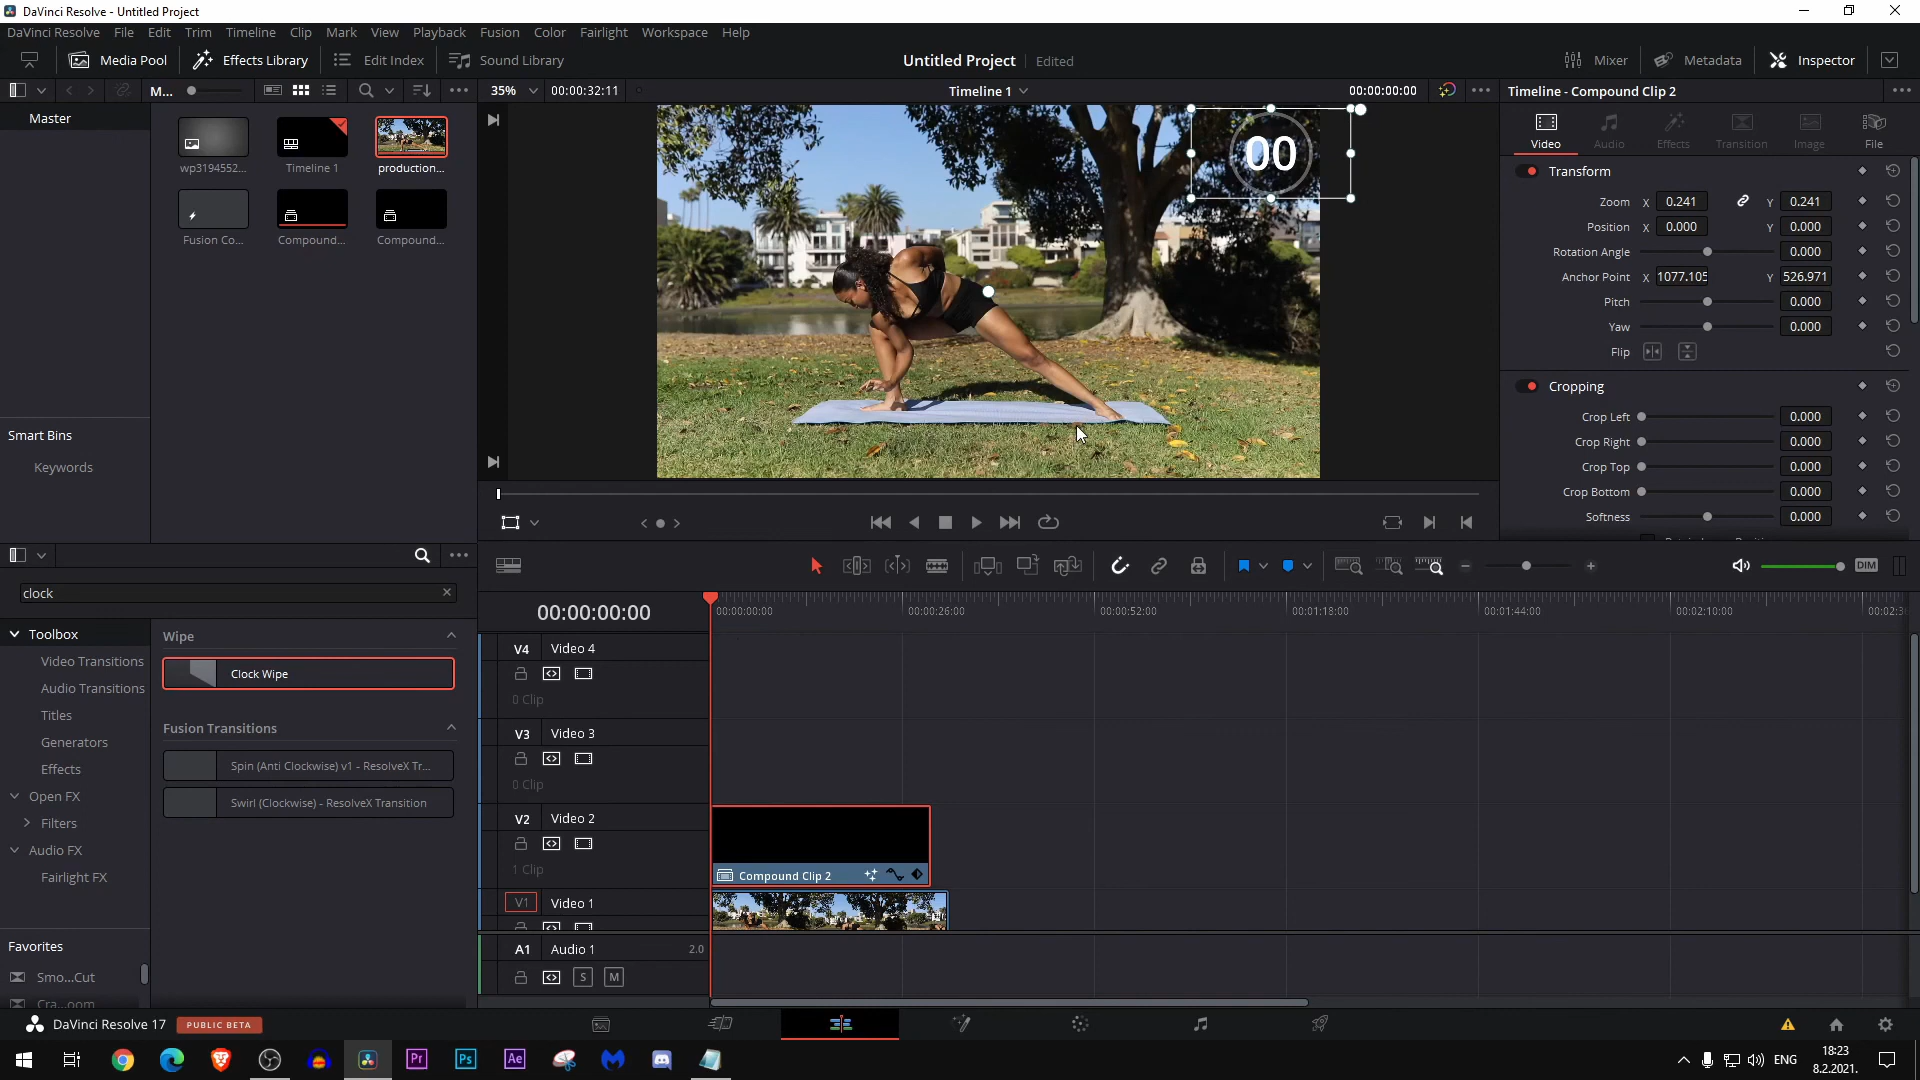 DaVinci Resolve - Untitled Project
DaVinci Resolve File Edit Trim Timeline Clip Mark View Playback Fusion Color Fairlight Workspace Help
Media Pool Effects Library Edit Index Sound Library Untitled Project Edited Mixer Metadata Inspector
M... 35% 00:00:32:11 Timeline 1 00:00:00:00 Timeline - Compound Clip 2
Master
wp3194552... Timeline 1 production...
Fusion Co... Compound... Compound...
Smart Bins
Keywords
00
Video Audio Effects Transition Image File
Transform
Zoom X 0.241 Y 0.241
Position X 0.000 Y 0.000
Rotation Angle 0.000
Anchor Point X 1077.105 Y 526.971
Pitch 0.000
Yaw 0.000
Flip
Cropping
Crop Left 0.000
Crop Right 0.000
Crop Top 0.000
Crop Bottom 0.000
Softness 0.000
clock
Toolbox
Video Transitions
Audio Transitions
Titles
Generators
Effects
Open FX
Filters
Audio FX
Fairlight FX
Favorites
Smo...Cut
Cra...oom
Wipe
Clock Wipe
Fusion Transitions
Spin (Anti Clockwise) v1 - ResolveX Tr...
Swirl (Clockwise) - ResolveX Transition
DIM
00:00:00:00 00:00:00:00 00:00:26:00 00:00:52:00 00:01:18:00 00:01:44:00 00:02:10:00 00:02:3
V4 Video 4
0 Clip
V3 Video 3
0 Clip
V2 Video 2
1 Clip
Compound Clip 2
V1 Video 1
A1 Audio 1 2.0
S M
DaVinci Resolve 17 PUBLIC BETA
Pr Ps Ae
ENG 18:23
8.2.2021.